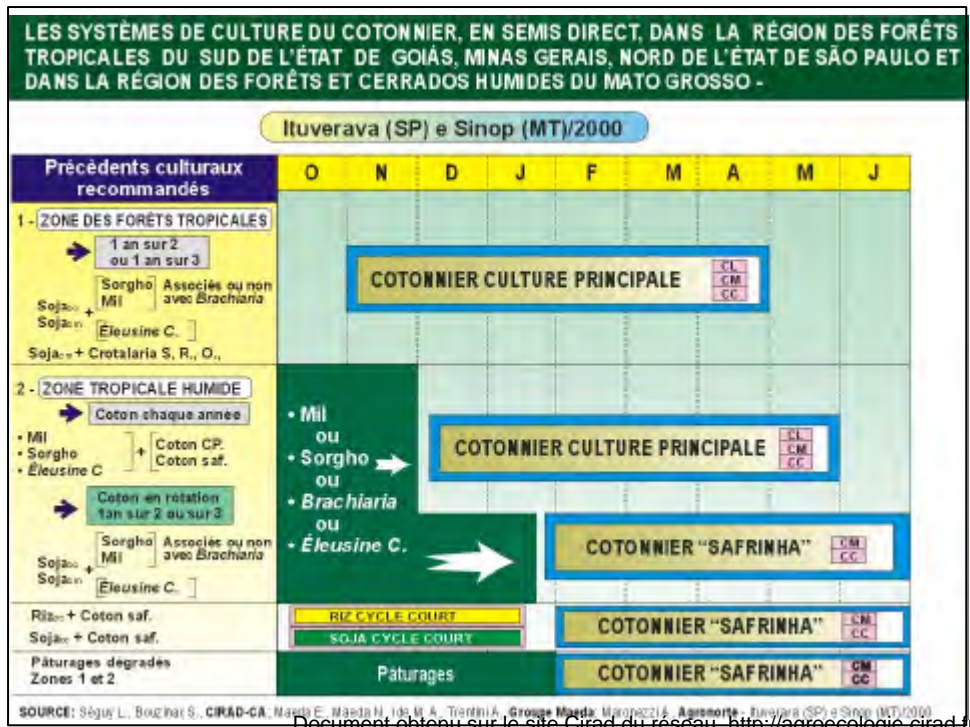 LES SYSTÈMES DE CULTURE DU COTONNIER, EN SEMIS DIRECT, DANS LA RÉGION DES FORÊTS
TROPICALES DU SUD DE L'ÉTAT DE GOIÁS, MINAS GERAIS, NORD DE L'ÉTAT DE SÃO PAULO ET
DANS LA RÉGION DES FORÊTS ET CERRADOS HUMIDES DU MATO GROSSO -
Ituverava (SP) e Sinop (MT)/2000
Précédents culturaux
recommandés
O N D J F M A M J
1 - ZONE DES FORÊTS TROPICALES
1 an sur 2
ou 1 an sur 3
Sorgho
Mil
Associés ou non
avec Brachiaria
Soja
Soja
+
Éleusine C.
Soja + Crotalaria S, R., O.,
COTONNIER CULTURE PRINCIPALE
CL
CM
CC
2 - ZONE TROPICALE HUMIDE
Coton chaque année
• Mil
• Sorgho
• Éleusine C
+
Coton CP.
Coton saf.
Coton en rotation
1an sur 2 ou sur 3
Sorgho
Mil
Associés ou non
avec Brachiaria
Soja
Soja
+
Éleusine C.
• Mil
ou
• Sorgho
ou
• Brachiaria
ou
• Éleusine C.
COTONNIER CULTURE PRINCIPALE
CL
CM
CC
COTONNIER "SAFRINHA"
CM
CC
Riz + Coton saf.
Soja + Coton saf.
RIZ CYCLE COURT
SOJA CYCLE COURT
COTONNIER "SAFRINHA"
CM
CC
Pâturages dégradés
Zones 1 et 2
Pâturages
COTONNIER "SAFRINHA"
CM
CC
SOURCE: Séguy L., Bouzinac S., CIRAD-CA; Maeda E., Maeda N., Ide M. A., Trentini A., Groupe Maeda; Maronezzi A. Agronorte - Ituverava (SP) e Sinop (MT)/2000
Document obtenu sur le site Cirad du réseau http://agroecologie.cirad.f